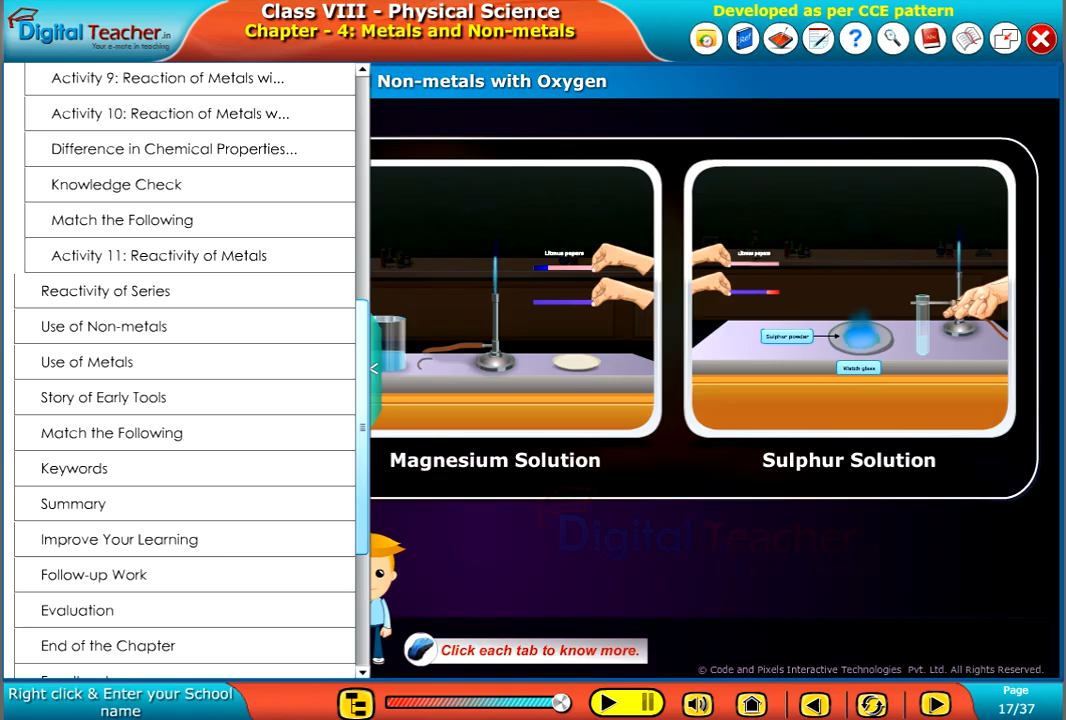 Digital Teacher.in
Your e-mate in teaching
Class VIII - Physical Science
Chapter - 4: Metals and Non-metals
Developed as per CCE pattern
Ref
?
Non-metals with Oxygen
Activity 9: Reaction of Metals wi...
Activity 10: Reaction of Metals w...
Difference in Chemical Properties...
Knowledge Check
Match the Following
Activity 11: Reactivity of Metals
Reactivity of Series
Use of Non-metals
Use of Metals
Story of Early Tools
Match the Following
Keywords
Summary
Improve Your Learning
Follow-up Work
Evaluation
End of the Chapter
<
Litmus papers
Litmus papers
Sulphur powder
Watch glass
Magnesium Solution
Sulphur Solution
Digital Teacher
Click each tab to know more.
© Code and Pixels Interactive Technologies Pvt. Ltd. All Rights Reserved.
Right click & Enter your School
name
Page
17/37